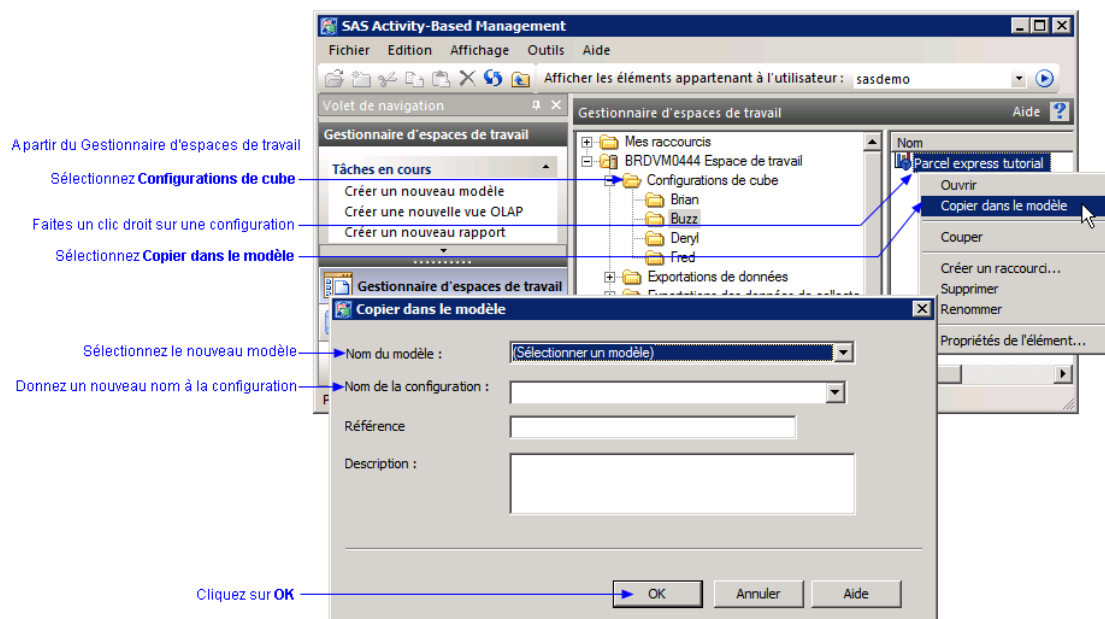 SAS Activity-Based Management
Fichier Edition Affichage Outils Aide
Afficher les éléments appartenant à l'utilisateur : sasdemo
Volet de navigation
Gestionnaire d'espaces de travail Aide
Gestionnaire d'espaces de travail
Tâches en cours
Créer un nouveau modèle
Créer une nouvelle vue OLAP
Créer un nouveau rapport
Gestionnaire d'espaces de travail
Mes raccourcis
BRDVM0444 Espace de travail
Configurations de cube
Brian
Buzz
Deryl
Fred
Exportations de données
Exportations des données de collecte
Nom
Parcel express tutorial
Ouvrir
Copier dans le modèle
Couper
Créer un raccourci...
Supprimer
Renommer
Propriétés de l'élément...
A partir du Gestionnaire d'espaces de travail
Sélectionnez Configurations de cube
Faites un clic droit sur une configuration
Sélectionnez Copier dans le modèle
Copier dans le modèle
Sélectionnez le nouveau modèle
Nom du modèle : (Sélectionner un modèle)
Donnez un nouveau nom à la configuration
Nom de la configuration :
Référence
Description :
Cliquez sur OK
OK Annuler Aide